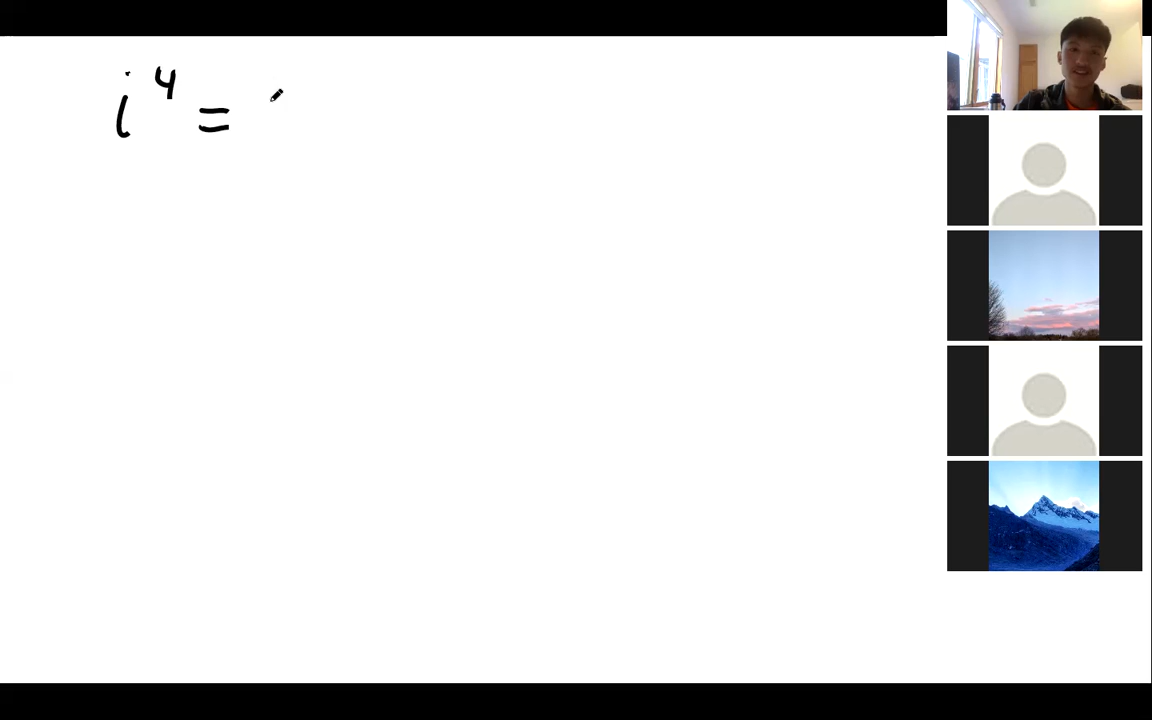 i⁴ =